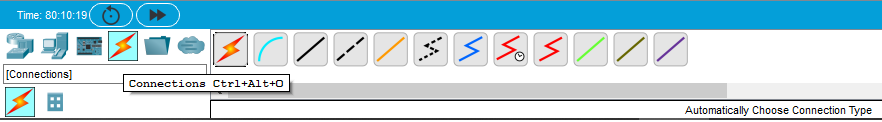 Time: 80:10:19
[Connections]
Connections Ctrl+Alt+O
Automatically Choose Connection Type